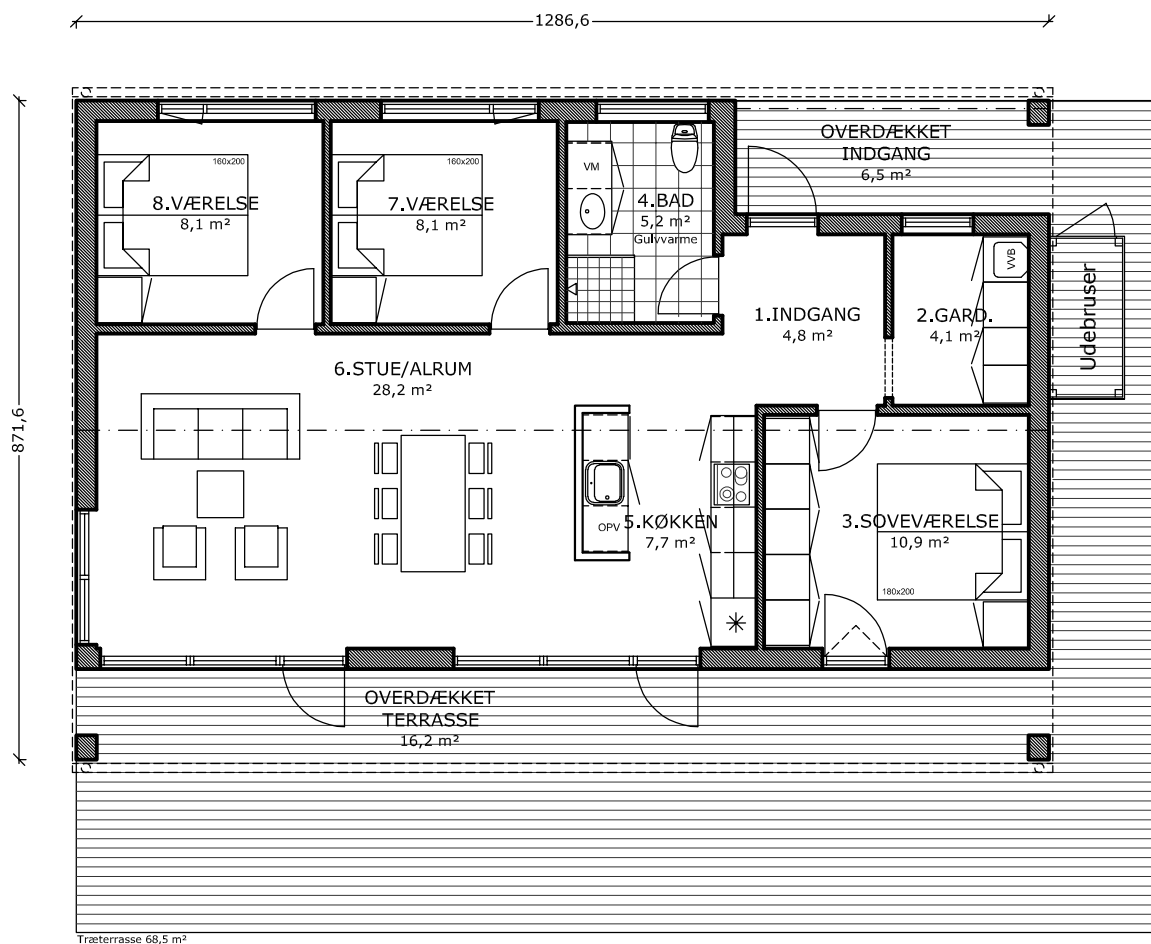 1286,6
871,6
OVERDÆKKET
INDGANG
6,5 m²
160x200
8.VÆRELSE
8,1 m²
160x200
7.VÆRELSE
8,1 m²
VM
4.BAD
5,2 m²
Gulvvarme
VVB
Udebruser
1.INDGANG
4,8 m²
2.GARD.
4,1 m²
6.STUE/ALRUM
28,2 m²
OPV
5.KØKKEN
7,7 m²
3.SOVEVÆRELSE
10,9 m²
180x200
OVERDÆKKET
TERRASSE
16,2 m²
Træterrasse 68,5 m²